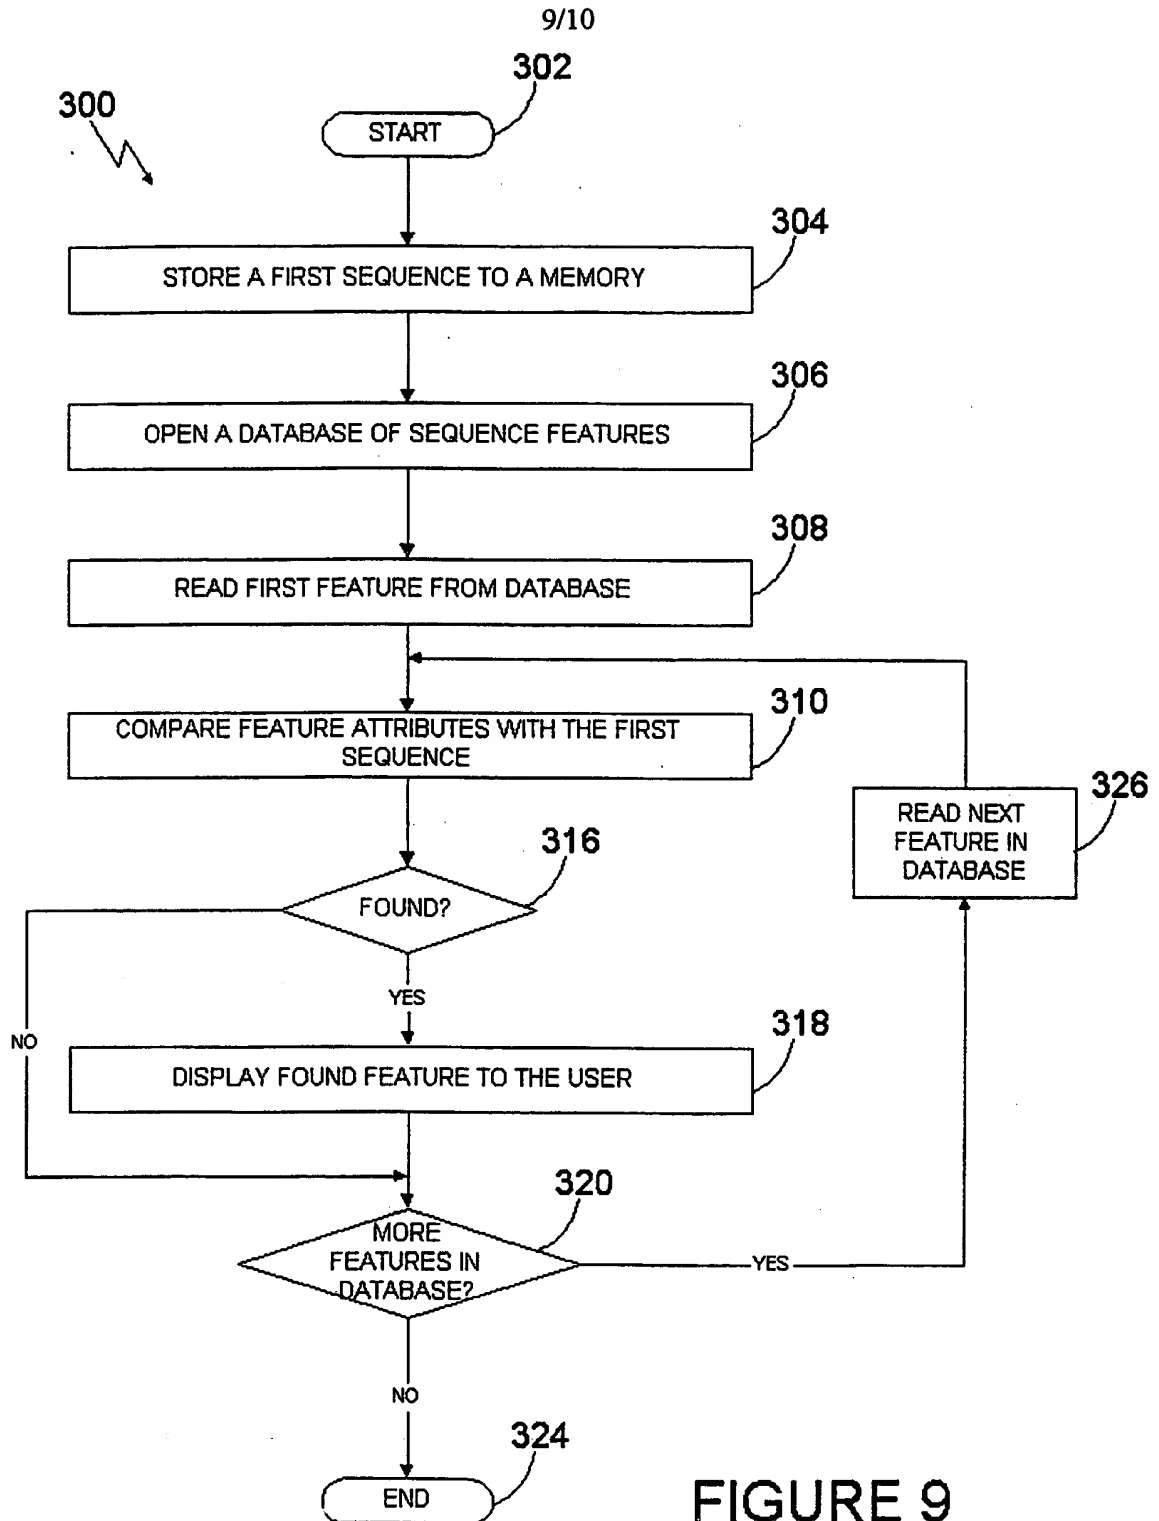 9/10
302
300
START
304
STORE A FIRST SEQUENCE TO A MEMORY
306
OPEN A DATABASE OF SEQUENCE FEATURES
308
READ FIRST FEATURE FROM DATABASE
310
COMPARE FEATURE ATTRIBUTES WITH THE FIRST
SEQUENCE
326
READ NEXT
FEATURE IN
DATABASE
316
FOUND?
YES
NO
318
DISPLAY FOUND FEATURE TO THE USER
320
MORE
FEATURES IN
DATABASE?
YES
NO
324
END
FIGURE 9